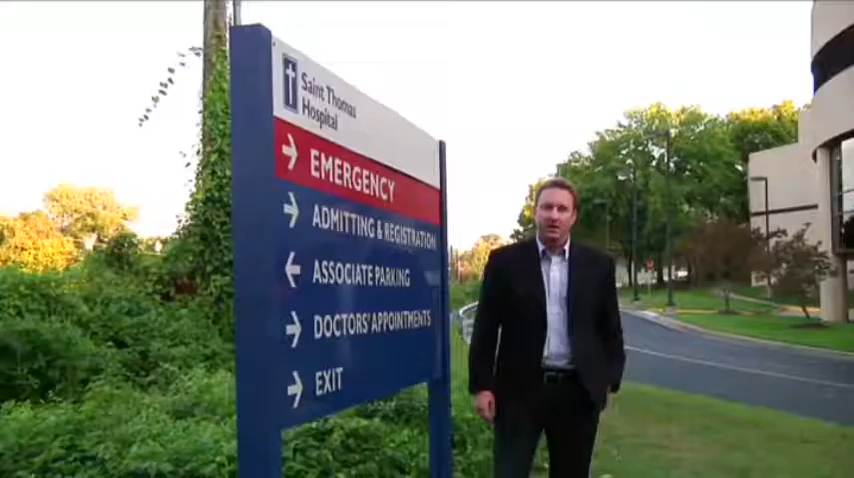 Saint Thomas
Hospital
EMERGENCY
ADMITTING & REGISTRATION
ASSOCIATE PARKING
DOCTORS' APPOINTMENTS
EXIT